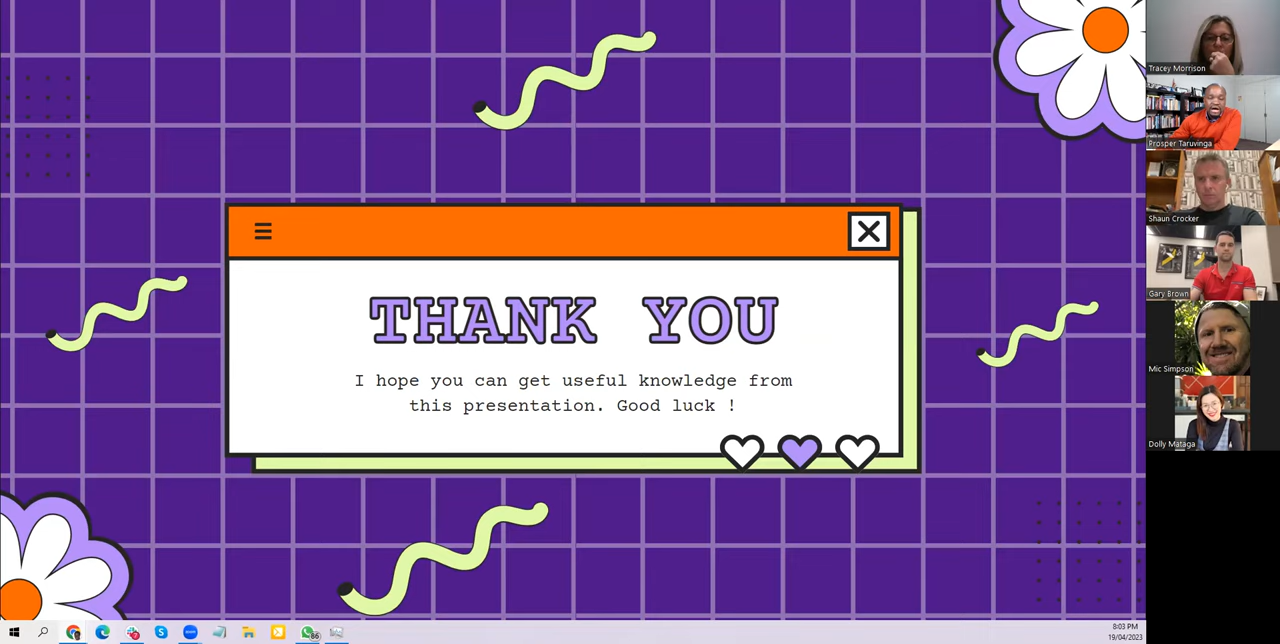 THANK YOU
I hope you can get useful knowledge from
this presentation. Good luck !
Tracey Morrison
Prosper Taruvinga
Shaun Crocker
Gary Brown
Mic Simpson
Dolly Mataga
86
8:03 PM
19/04/2023